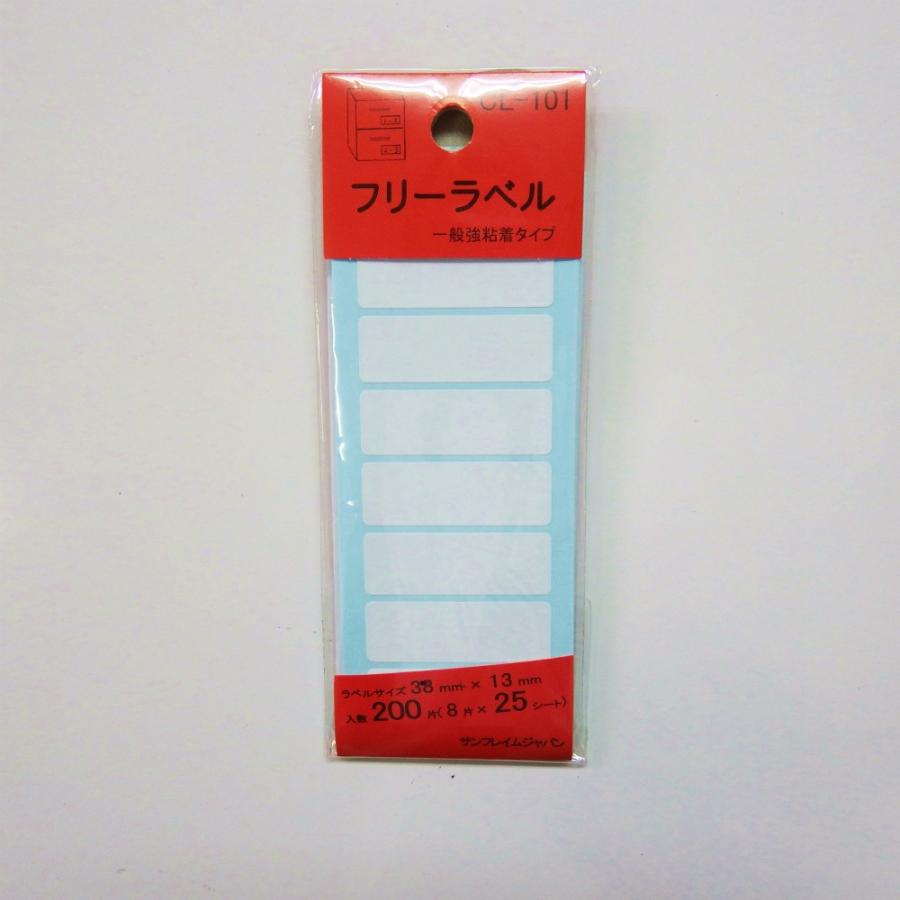 CL-101
フリーラベル
一般強粘着タイプ
ラベルサイズ 38 mm × 13 mm
入数 200 片(8 片 × 25 シート)
サンフレイムジャパン